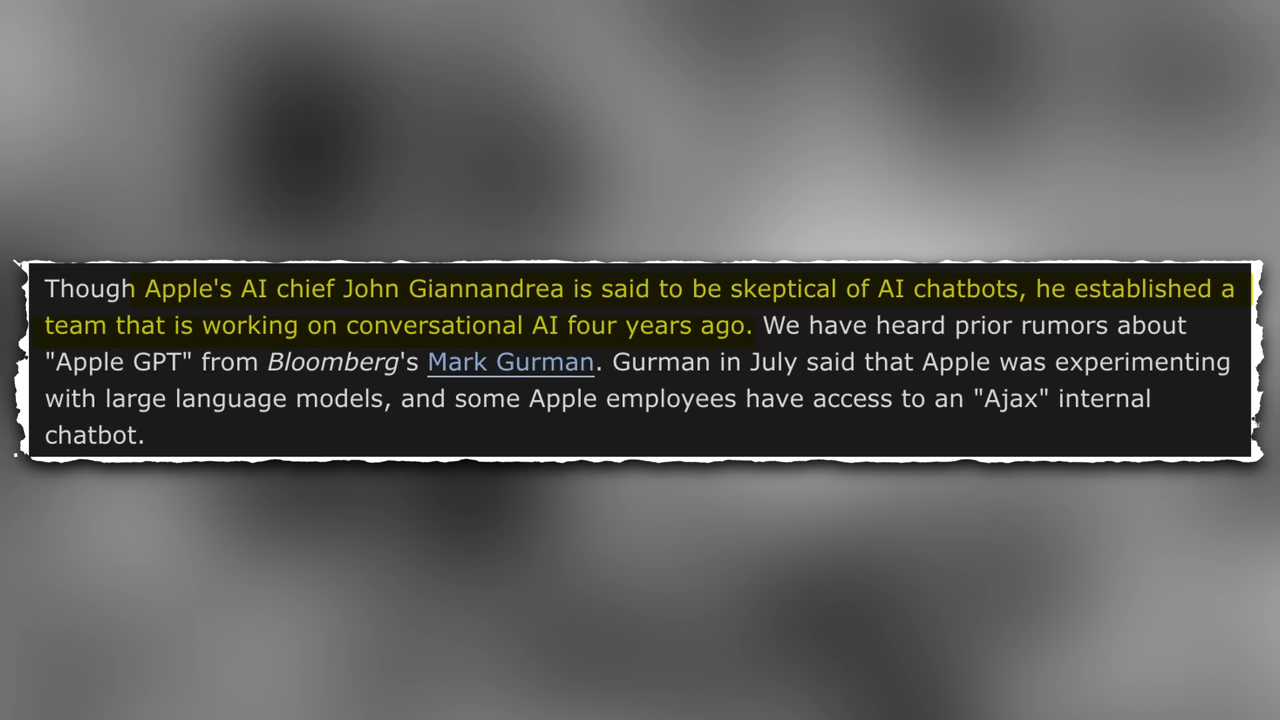 Though Apple's AI chief John Giannandrea is said to be skeptical of AI chatbots, he established a
team that is working on conversational AI four years ago. We have heard prior rumors about
"Apple GPT" from Bloomberg's Mark Gurman. Gurman in July said that Apple was experimenting
with large language models, and some Apple employees have access to an "Ajax" internal
chatbot.